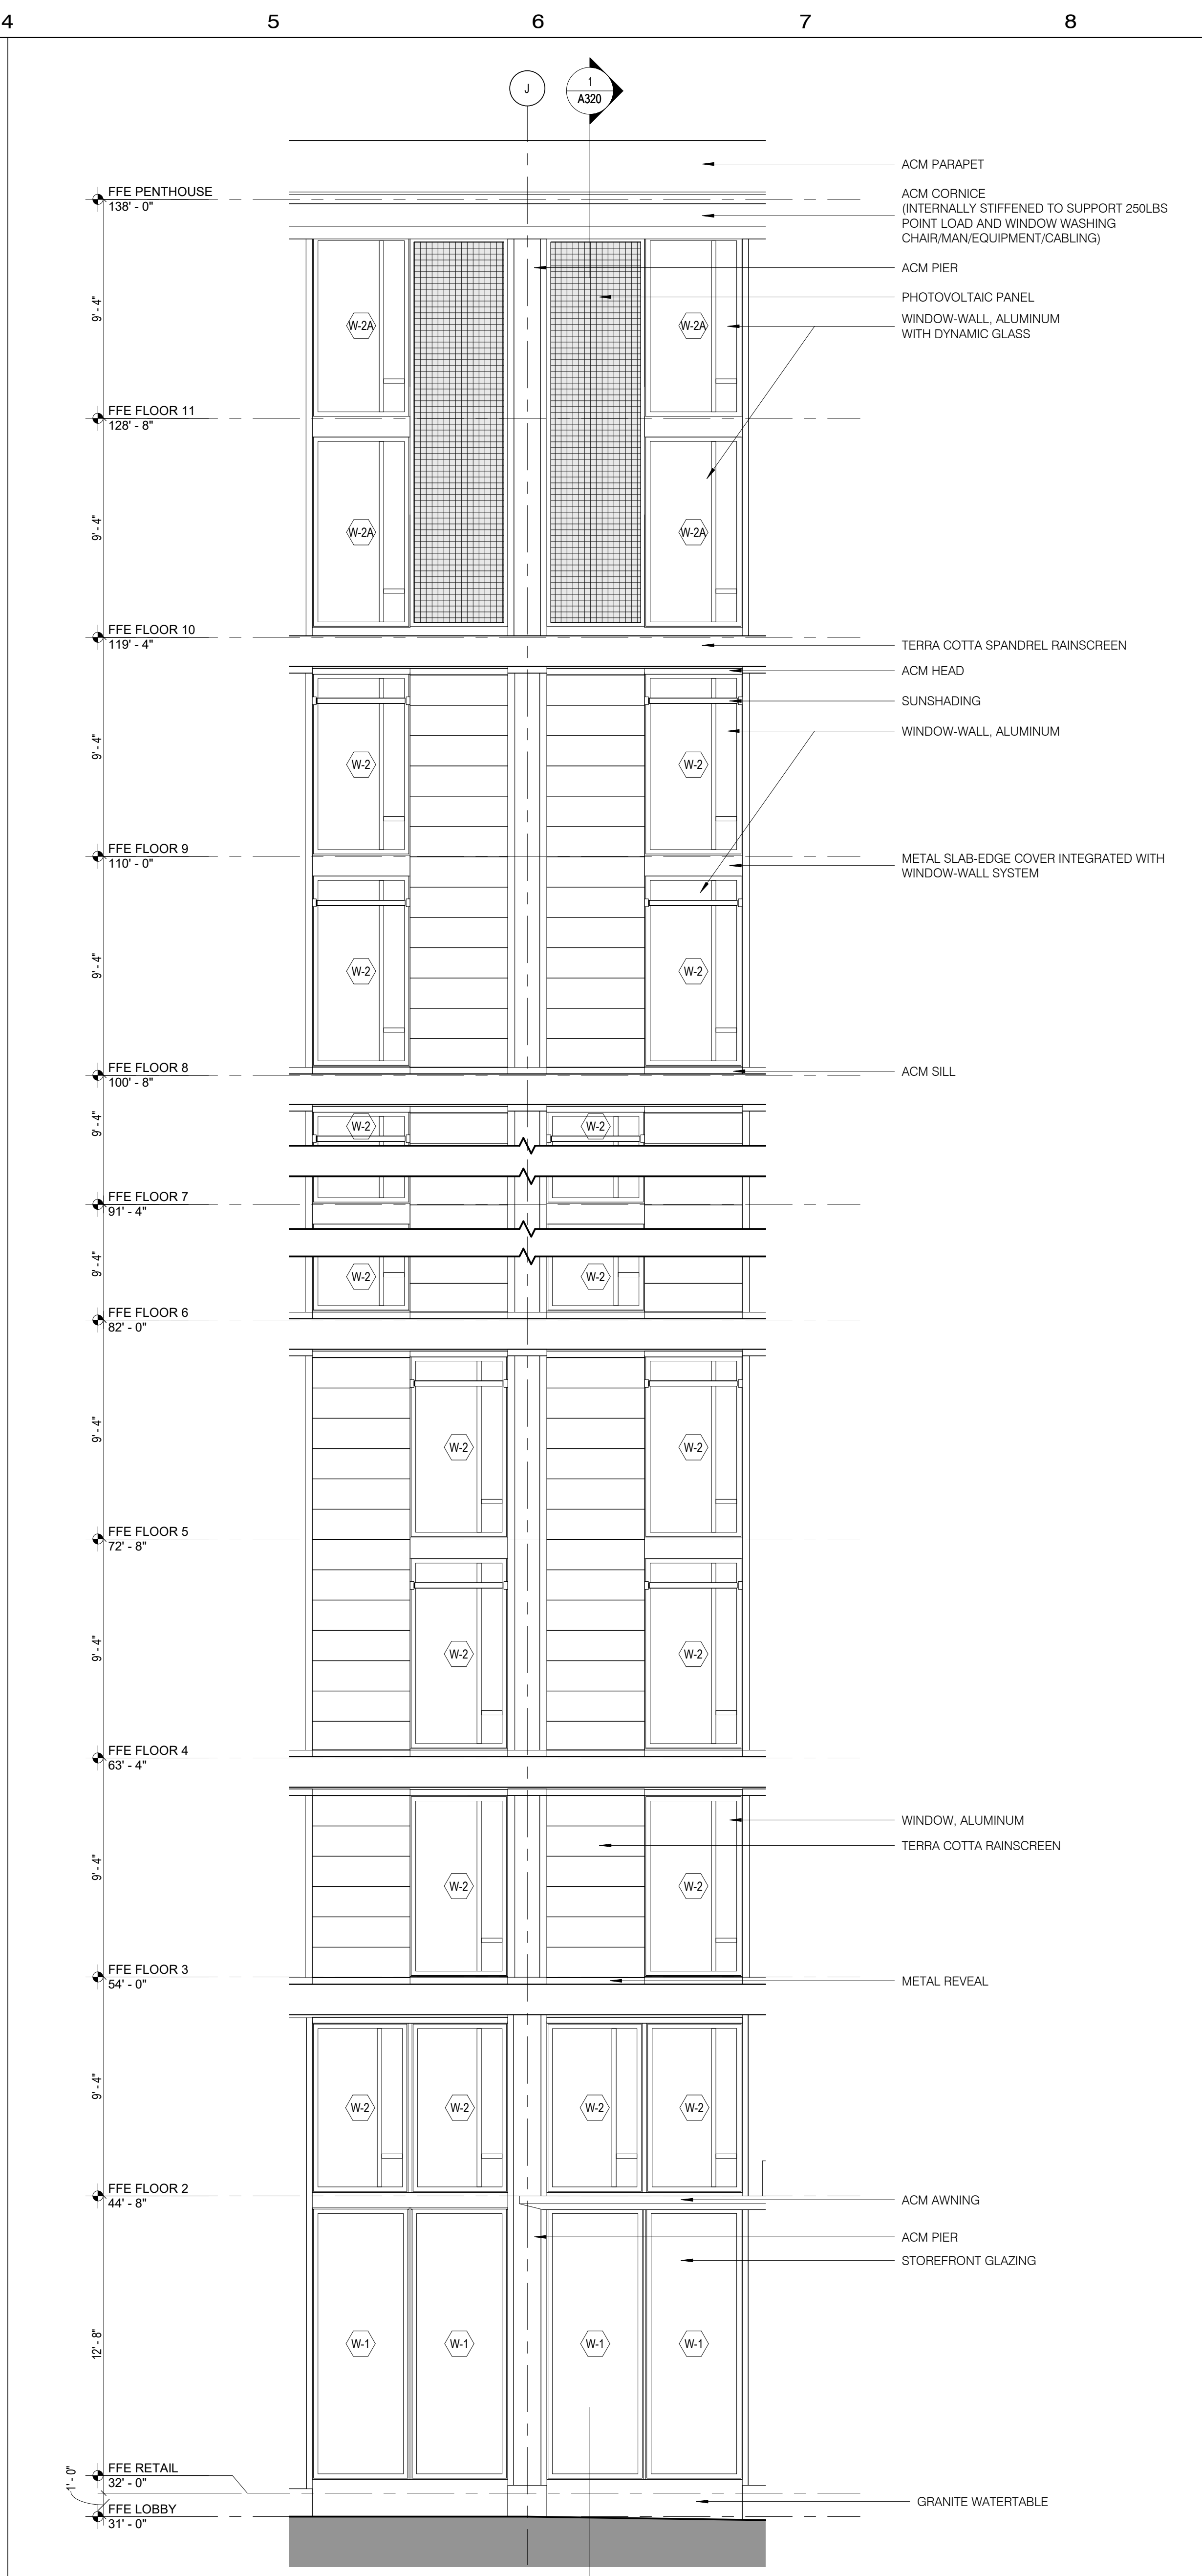 4 5 6 7 8
J
1
A320
ACM PARAPET
FFE PENTHOUSE
138' - 0"
ACM CORNICE
(INTERNALLY STIFFENED TO SUPPORT 250LBS
POINT LOAD AND WINDOW WASHING
CHAIR/MAN/EQUIPMENT/CABLING)
ACM PIER
PHOTOVOLTAIC PANEL
9' - 4"
W-2A W-2A
WINDOW-WALL, ALUMINUM
WITH DYNAMIC GLASS
FFE FLOOR 11
128' - 8"
9' - 4"
W-2A W-2A
FFE FLOOR 10
119' - 4"
TERRA COTTA SPANDREL RAINSCREEN
ACM HEAD
SUNSHADING
WINDOW-WALL, ALUMINUM
9' - 4"
W-2 W-2
FFE FLOOR 9
110' - 0"
METAL SLAB-EDGE COVER INTEGRATED WITH
WINDOW-WALL SYSTEM
9' - 4"
W-2 W-2
FFE FLOOR 8
100' - 8"
ACM SILL
9' - 4"
W-2 W-2
FFE FLOOR 7
91' - 4"
9' - 4"
W-2 W-2
FFE FLOOR 6
82' - 0"
9' - 4"
W-2 W-2
FFE FLOOR 5
72' - 8"
9' - 4"
W-2 W-2
FFE FLOOR 4
63' - 4"
WINDOW, ALUMINUM
TERRA COTTA RAINSCREEN
9' - 4"
W-2 W-2
FFE FLOOR 3
54' - 0"
METAL REVEAL
9' - 4"
W-2 W-2 W-2 W-2
FFE FLOOR 2
44' - 8"
ACM AWNING
ACM PIER
STOREFRONT GLAZING
12' - 8"
W-1 W-1 W-1 W-1
FFE RETAIL
32' - 0"
1' - 0"
GRANITE WATERTABLE
FFE LOBBY
31' - 0"